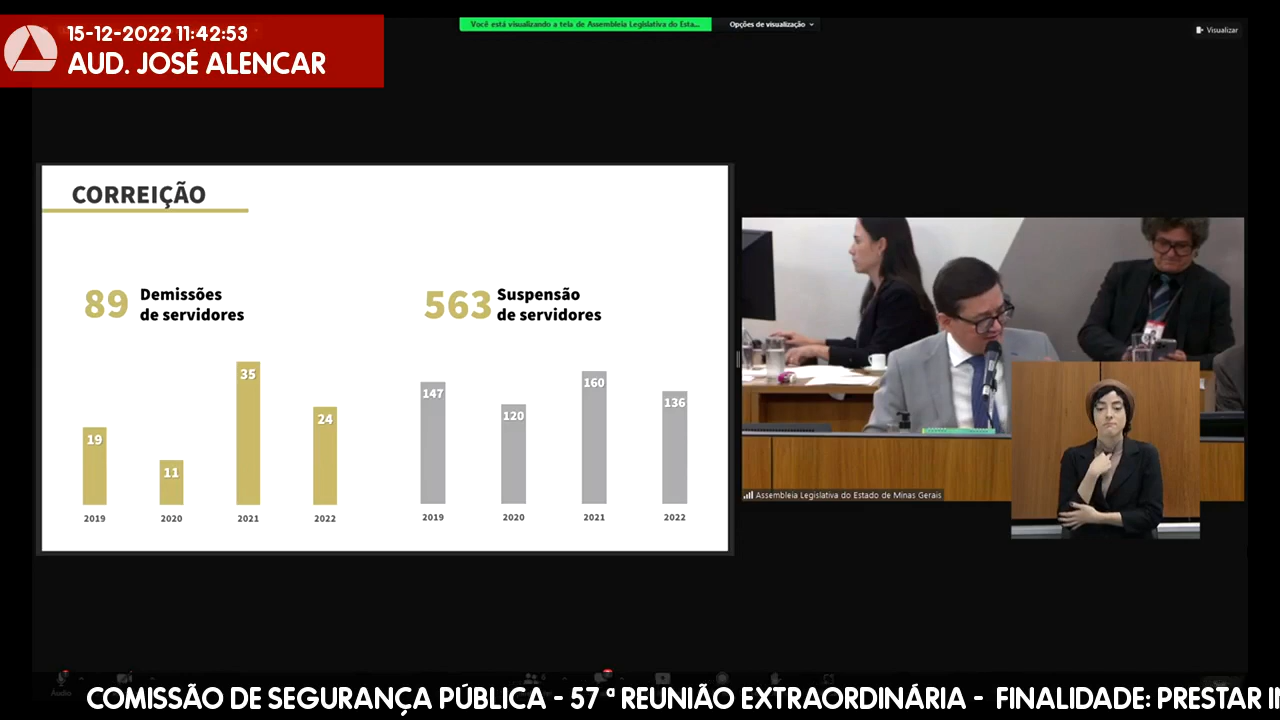 15-12-2022 11:42:53
AUD. JOSÉ ALENCAR
Você está visualizando a tela de Assembleia Legislativa do Esta...
Opções de visualização
Visualizar
CORREIÇÃO
89 Demissões
de servidores
563 Suspensão
de servidores
19
11
35
24
2019
2020
2021
2022
147
120
160
136
2019
2020
2021
2022
Assembleia Legislativa do Estado de Minas Gerais
Áudio
COMISSÃO DE SEGURANÇA PÚBLICA - 57 ª REUNIÃO EXTRAORDINÁRIA - FINALIDADE: PRESTAR IN